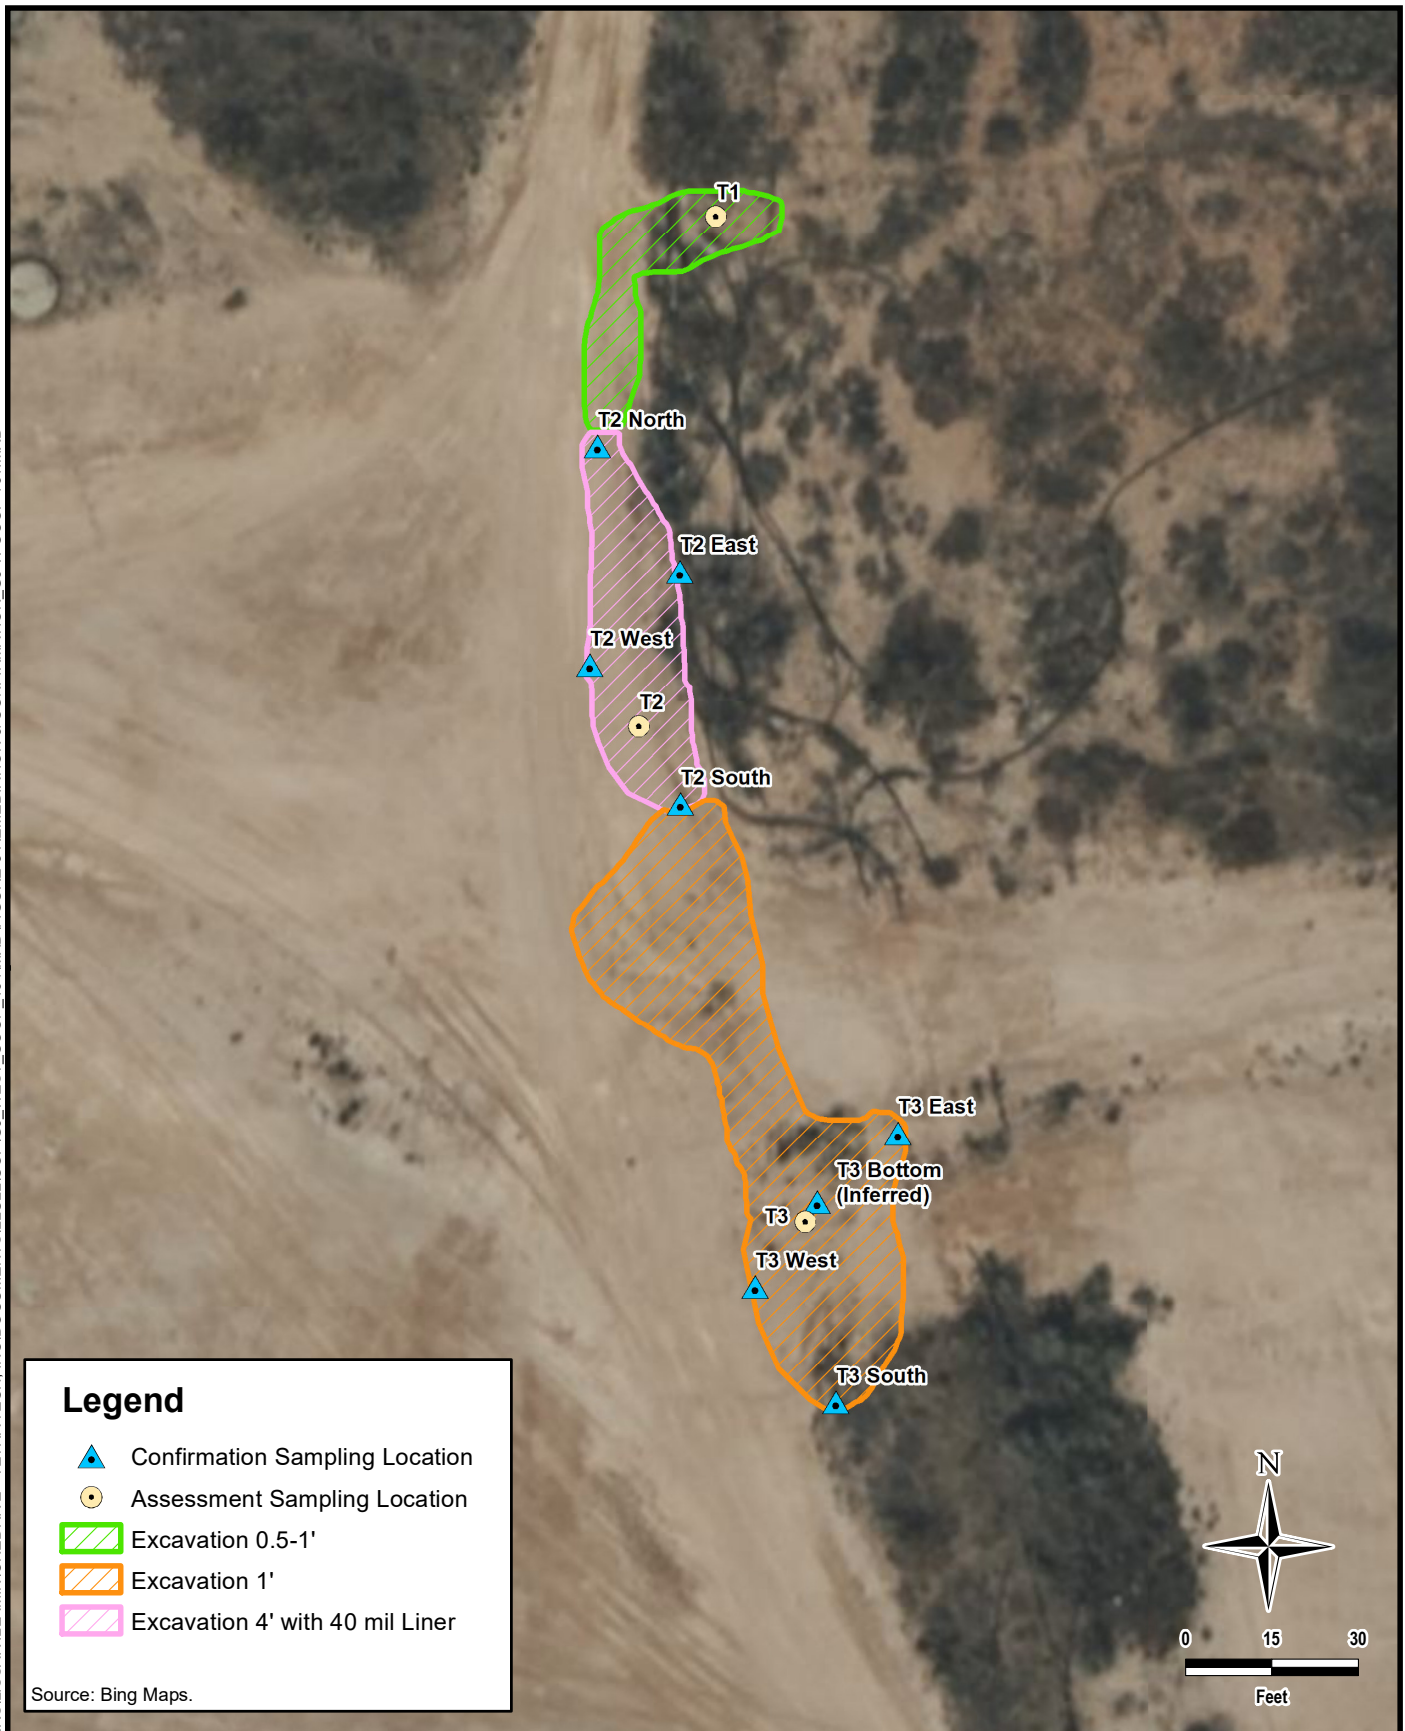 T1
T2 North
T2 East
T2 West
T2
T2 South
T3 East
T3 Bottom
(Inferred)
T3
T3 West
T3 South
Legend
Confirmation Sampling Location
Assessment Sampling Location
Excavation 0.5-1'
Excavation 1'
Excavation 4' with 40 mil Liner
Source: Bing Maps.
N
0 15 30
Feet